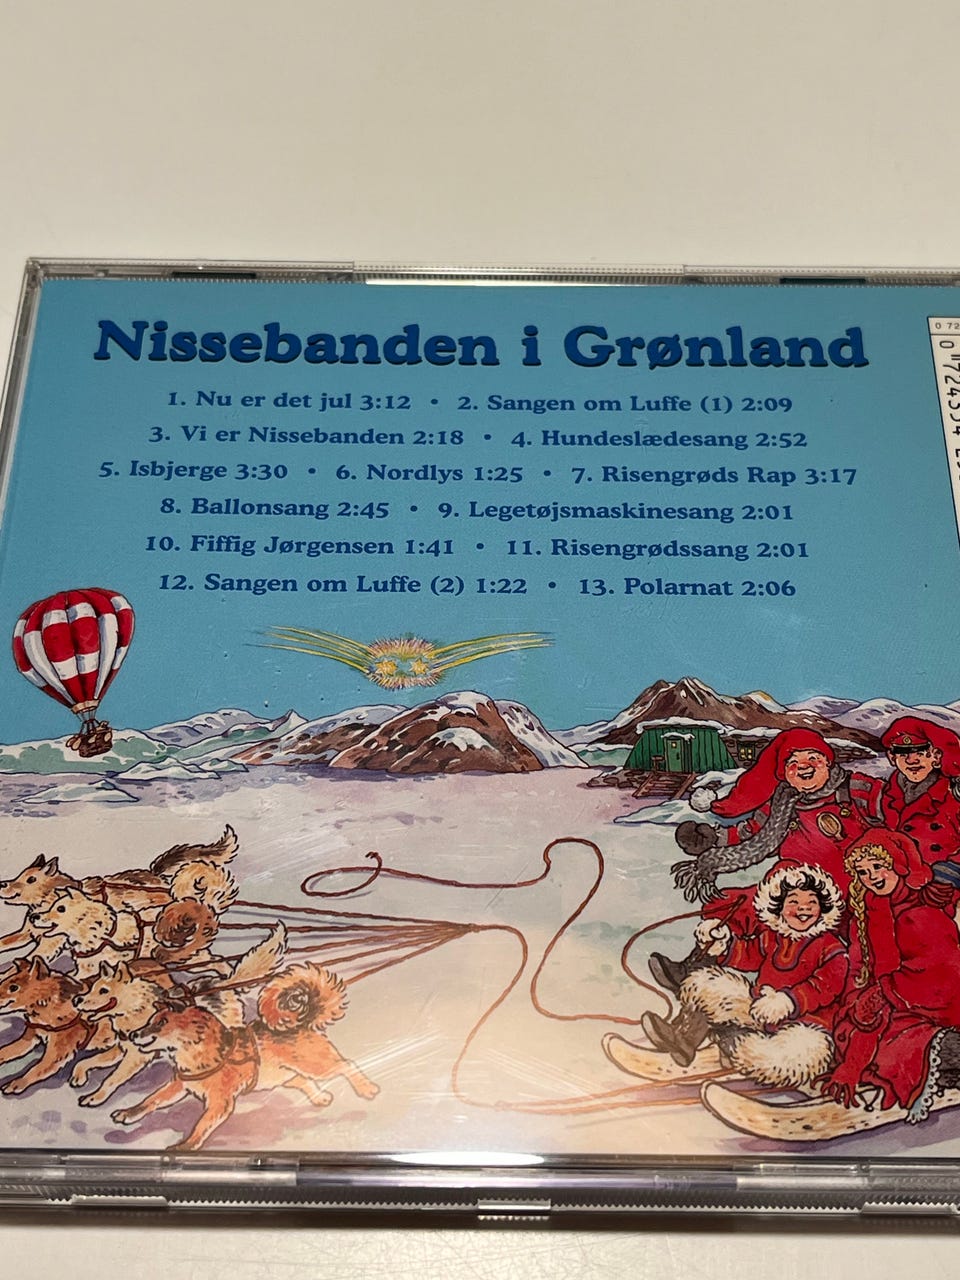 Nissebanden i Grønland
1. Nu er det jul 3:12 • 2. Sangen om Luffe (1) 2:09
3. Vi er Nissebanden 2:18 • 4. Hundeslædesang 2:52
5. Isbjerge 3:30 • 6. Nordlys 1:25 • 7. Risengrøds Rap 3:17
8. Ballonsang 2:45 • 9. Legetøjsmaskinesang 2:01
10. Fiffig Jørgensen 1:41 • 11. Risengrødssang 2:01
12. Sangen om Luffe (2) 1:22 • 13. Polarnat 2:06
0 72